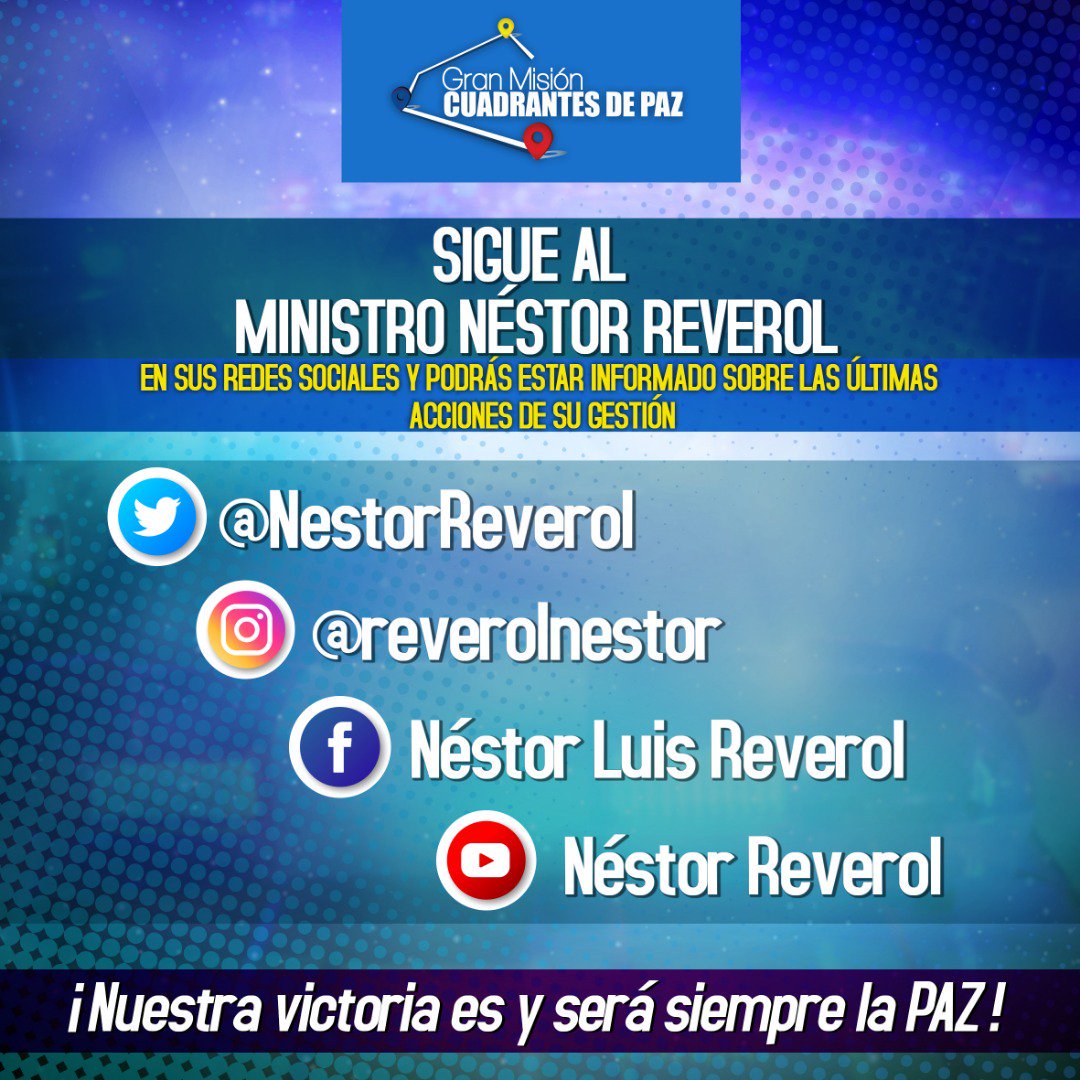 Gran Misión
CUADRANTES DE PAZ
SIGUE AL
MINISTRO NÉSTOR REVEROL
EN SUS REDES SOCIALES Y PODRÁS ESTAR INFORMADO SOBRE LAS ÚLTIMAS
ACCIONES DE SU GESTIÓN
@NestorReverol
@reverolnestor
Néstor Luis Reverol
Néstor Reverol
¡Nuestra victoria es y será siempre la PAZ!